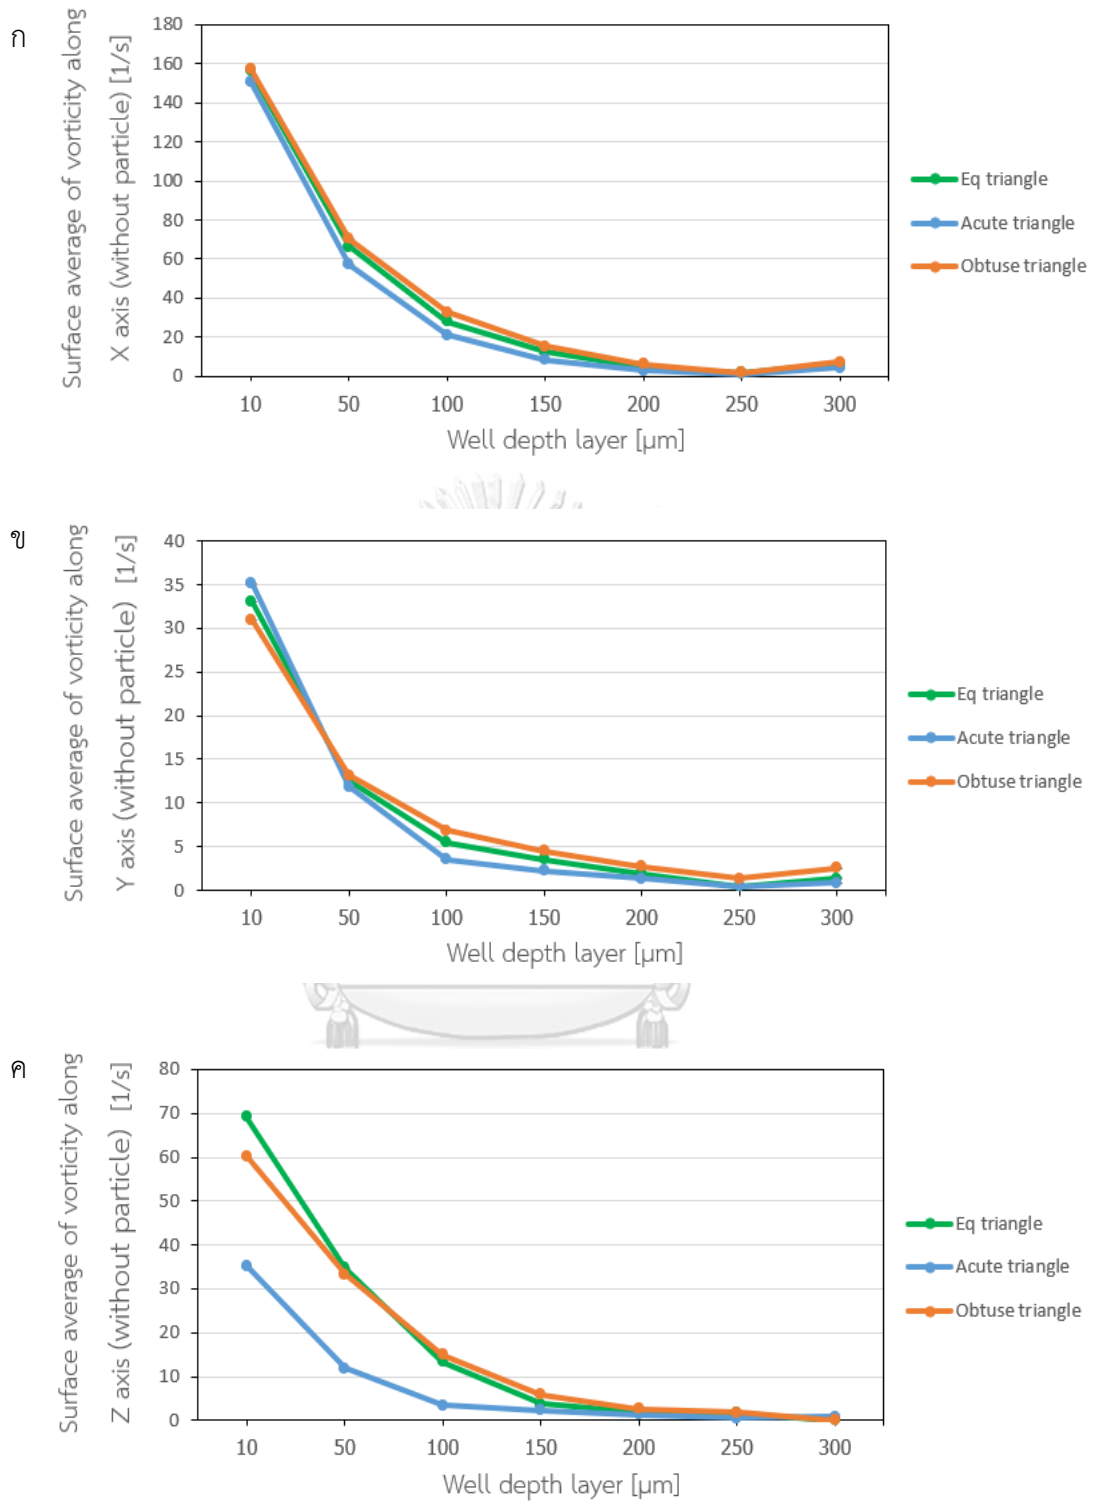 ก
Surface average of vorticity along
X axis (without particle) [1/s]
180
160
140
120
100
80
60
40
20
0
10 50 100 150 200 250 300
Well depth layer [µm]
Eq triangle
Acute triangle
Obtuse triangle
ข
Surface average of vorticity along
Y axis (without particle) [1/s]
40
35
30
25
20
15
10
5
0
10 50 100 150 200 250 300
Well depth layer [µm]
Eq triangle
Acute triangle
Obtuse triangle
ค
Surface average of vorticity along
Z axis (without particle) [1/s]
80
70
60
50
40
30
20
10
0
10 50 100 150 200 250 300
Well depth layer [µm]
Eq triangle
Acute triangle
Obtuse triangle